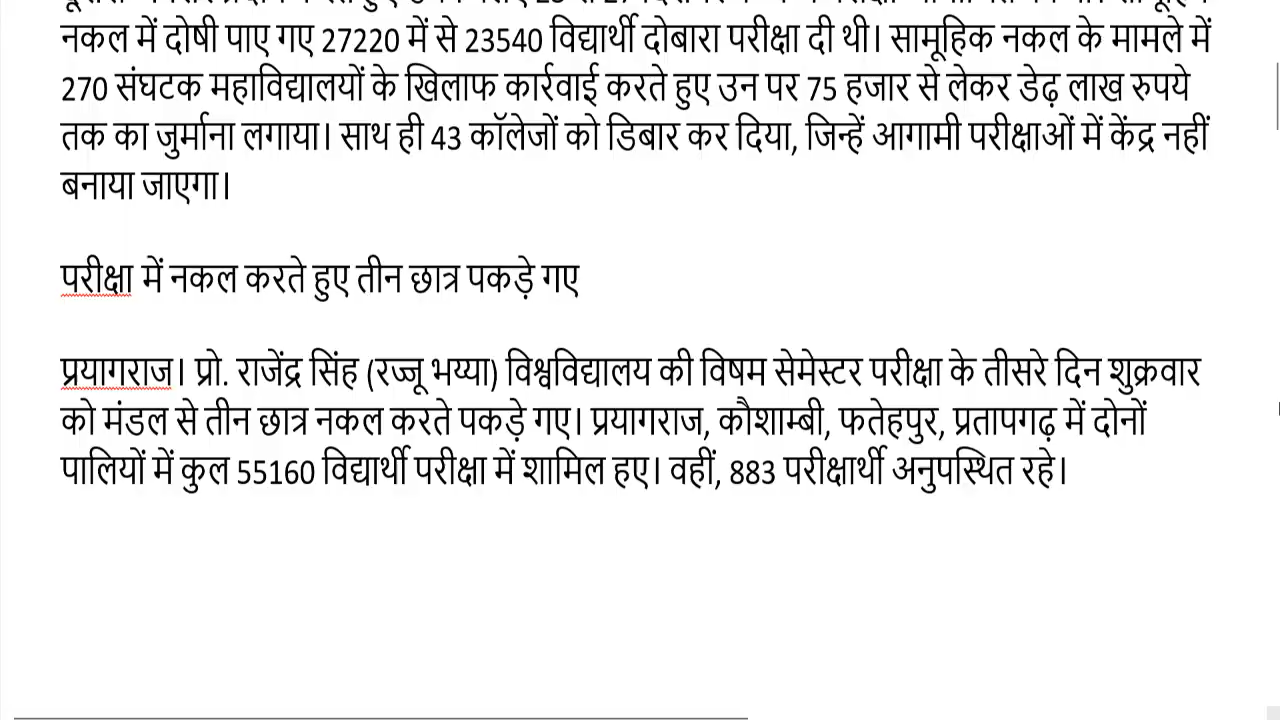 नकल में दोषी पाए गए 27220 में से 23540 विद्यार्थी दोबारा परीक्षा दी थी। सामूहिक नकल के मामले में
270 संघटक महाविद्यालयों के खिलाफ कार्रवाई करते हुए उन पर 75 हजार से लेकर डेढ़ लाख रुपये
तक का जुर्माना लगाया। साथ ही 43 कॉलेजों को डिबार कर दिया, जिन्हें आगामी परीक्षाओं में केंद्र नहीं
बनाया जाएगा।
परीक्षा में नकल करते हुए तीन छात्र पकड़े गए
प्रयागराज। प्रो. राजेंद्र सिंह (रज्जू भय्या) विश्वविद्यालय की विषम सेमेस्टर परीक्षा के तीसरे दिन शुक्रवार
को मंडल से तीन छात्र नकल करते पकड़े गए। प्रयागराज, कौशाम्बी, फतेहपुर, प्रतापगढ़ में दोनों
पालियों में कुल 55160 विद्यार्थी परीक्षा में शामिल हए। वहीं, 883 परीक्षार्थी अनुपस्थित रहे।